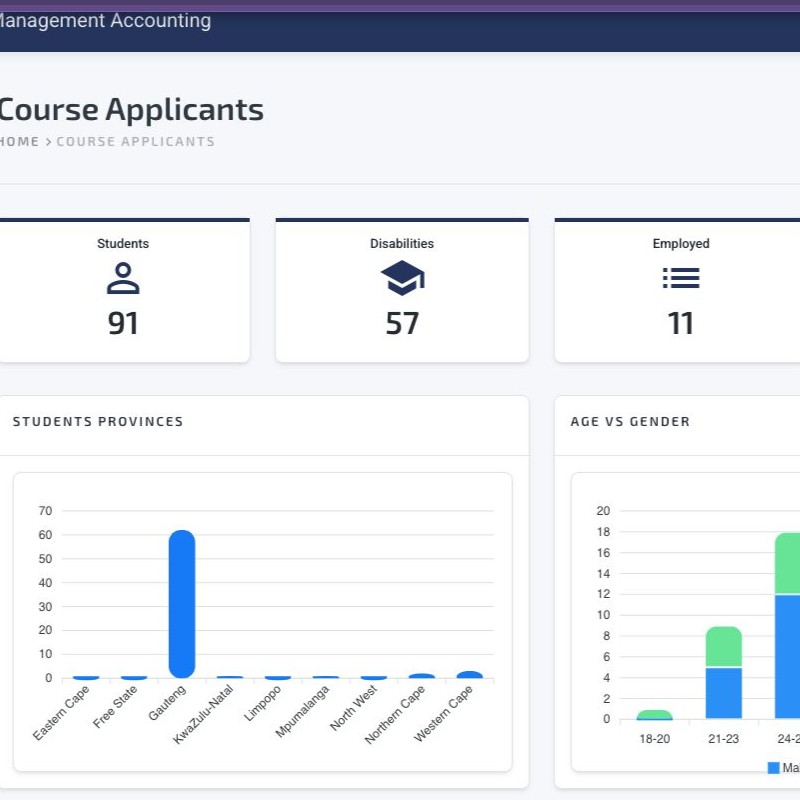 Management Accounting
Course Applicants
HOME > COURSE APPLICANTS
Students
91
Disabilities
57
Employed
11
STUDENTS PROVINCES
70
60
50
40
30
20
10
0
Eastern Cape
Free State
Gauteng
KwaZulu-Natal
Limpopo
Mpumalanga
North West
Northern Cape
Western Cape
AGE VS GENDER
20
18
16
14
12
10
8
6
4
2
0
18-20
21-23
24-2
Mal